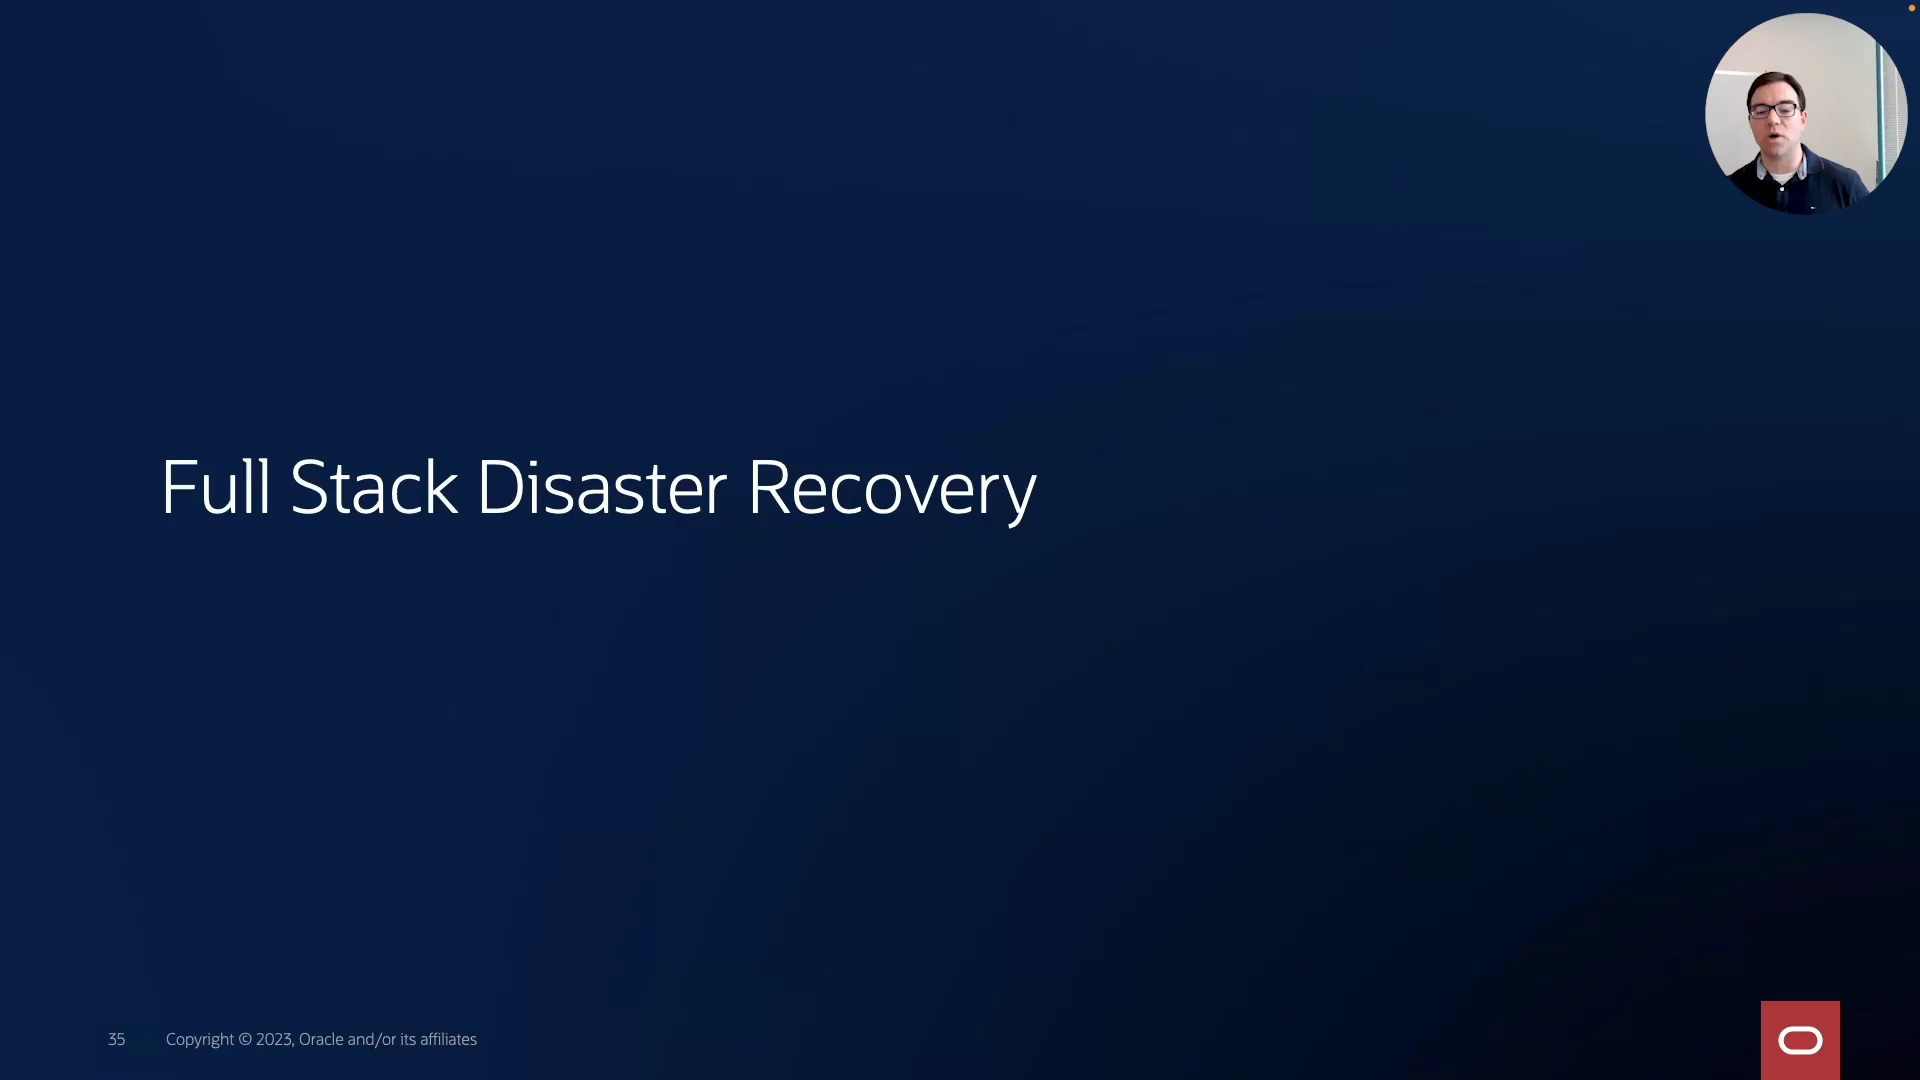 Full Stack Disaster Recovery
35 Copyright © 2023, Oracle and/or its affiliates